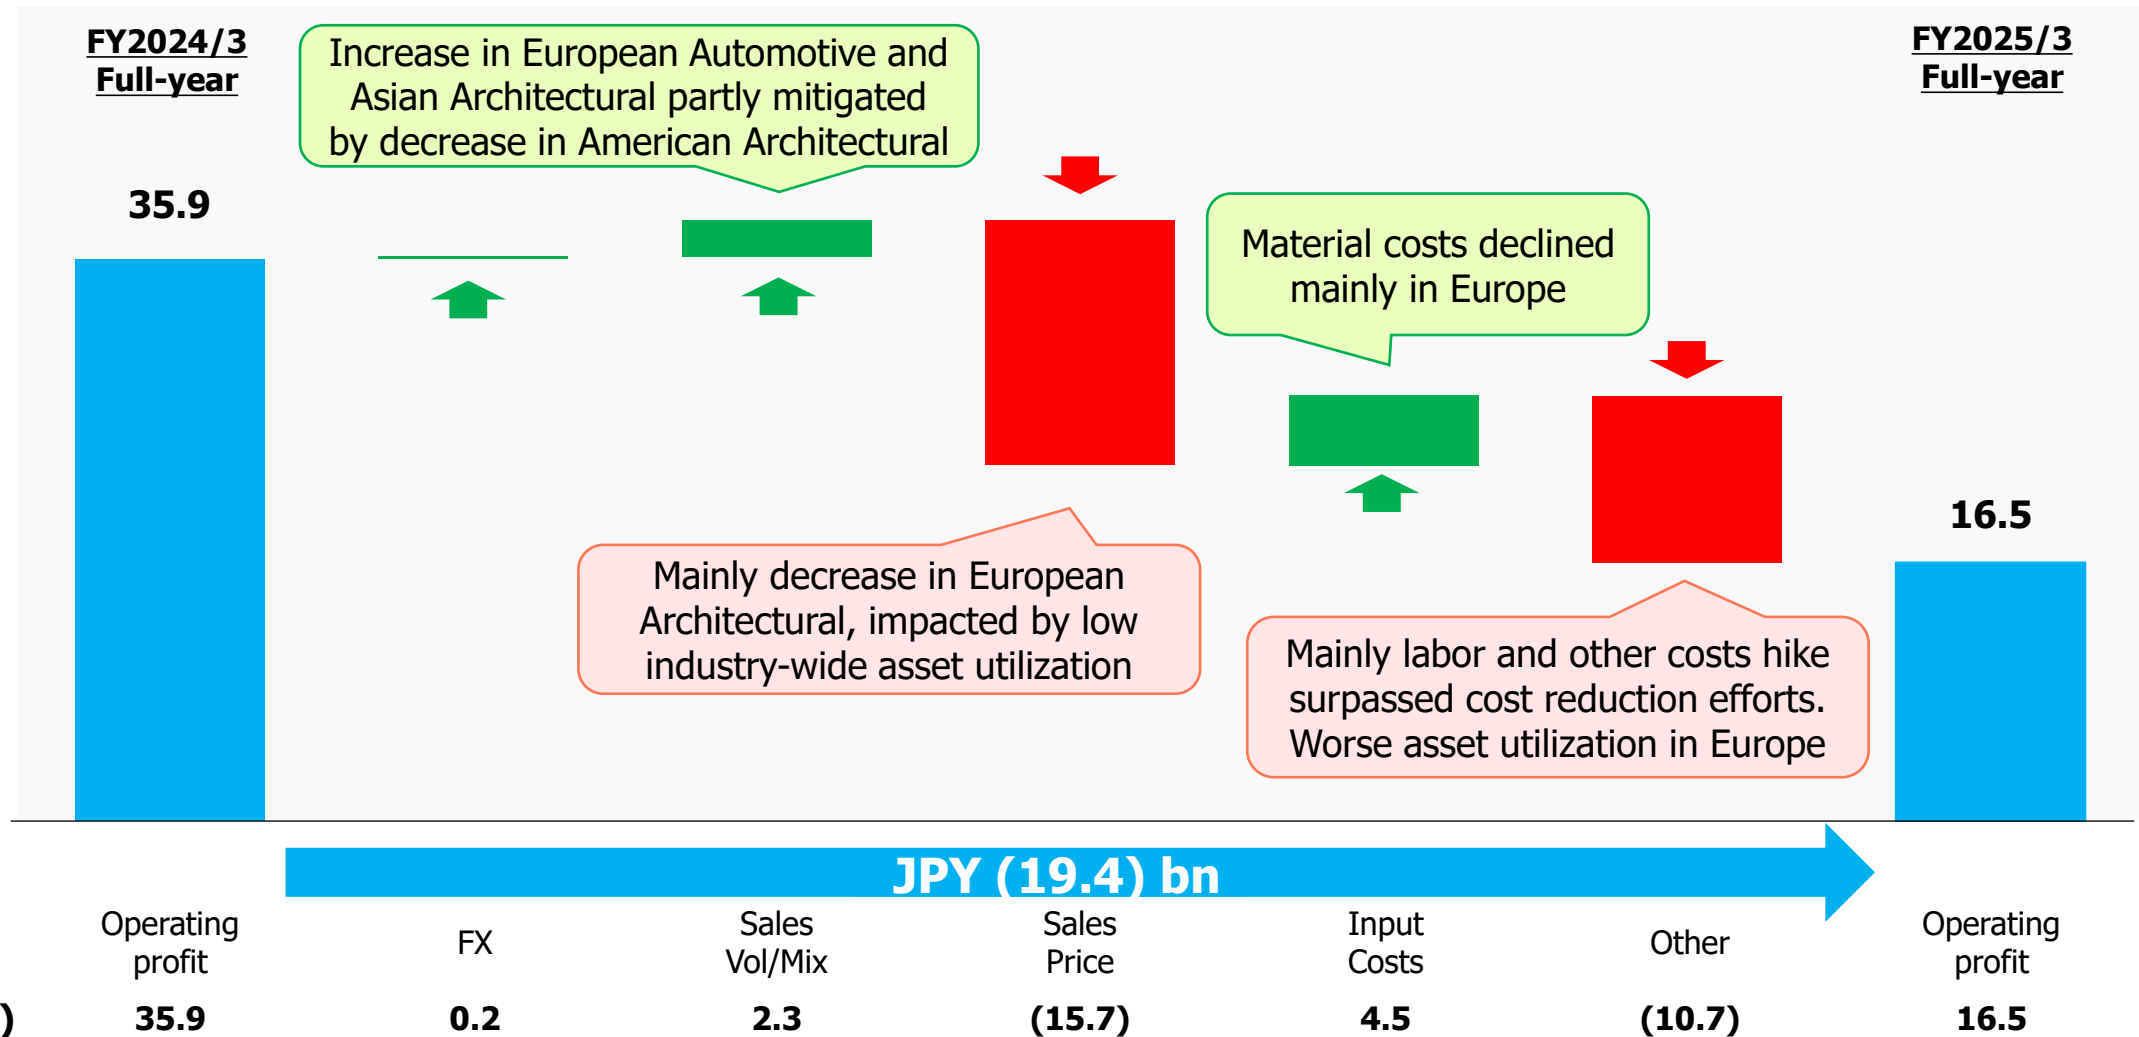 FY2024/3
Full-year
Increase in European Automotive and
Asian Architectural partly mitigated
by decrease in American Architectural
FY2025/3
Full-year
35.9
Material costs declined
mainly in Europe
16.5
Mainly decrease in European
Architectural, impacted by low
industry-wide asset utilization
Mainly labor and other costs hike
surpassed cost reduction efforts.
Worse asset utilization in Europe
JPY (19.4) bn
Operating
profit
FX
Sales
Vol/Mix
Sales
Price
Input
Costs
Other
Operating
profit
) 35.9 0.2 2.3 (15.7) 4.5 (10.7) 16.5